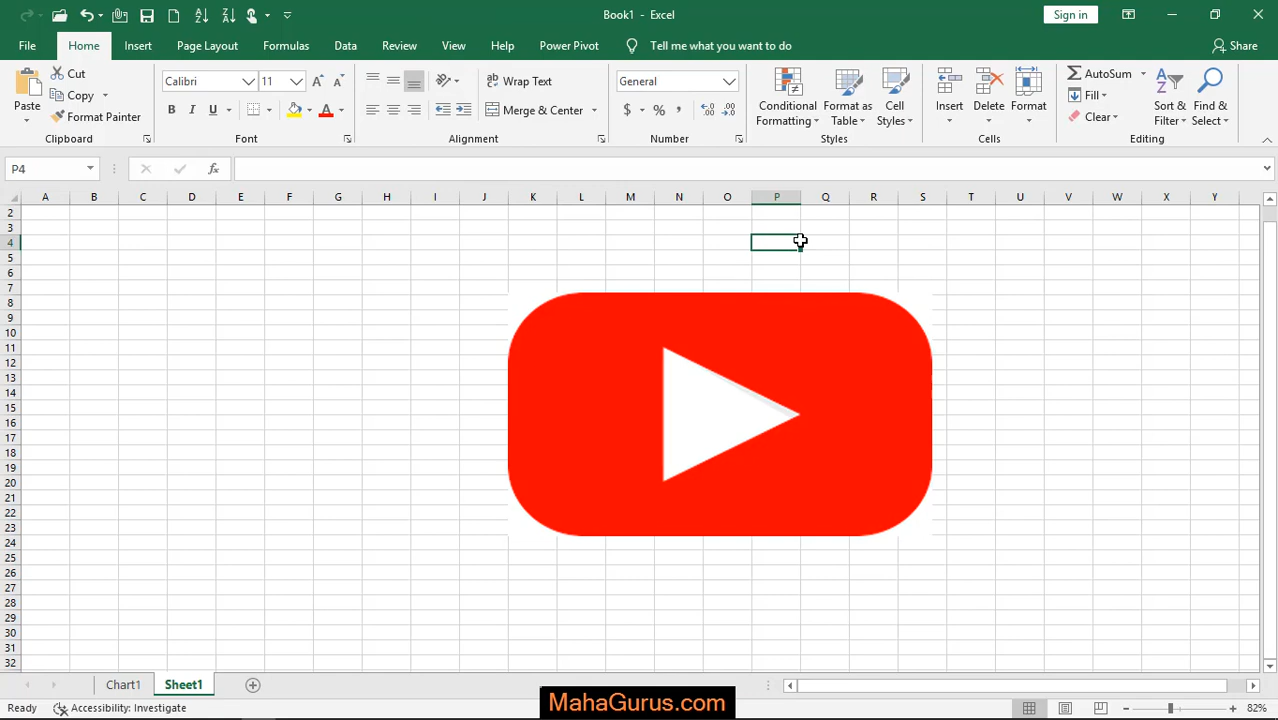 Book1 - Excel
Sign in
File Home Insert Page Layout Formulas Data Review View Help Power Pivot Tell me what you want to do Share
Paste
Cut
Copy
Format Painter
Clipboard
Calibri 11
B I U
Font
Wrap Text
Merge & Center
Alignment
General
$ % ,
Number
Conditional Formatting
Format as Table
Cell Styles
Styles
Insert Delete Format
Cells
AutoSum
Fill
Clear
Sort & Filter
Find & Select
Editing
P4 fx
A B C D E F G H I J K L M N O P Q R S T U V W X Y
2
3
4
5
6
7
8
9
10
11
12
13
14
15
16
17
18
19
20
21
22
23
24
25
26
27
28
29
30
31
32
Chart1 Sheet1
Ready Accessibility: Investigate
MahaGurus.com
82%